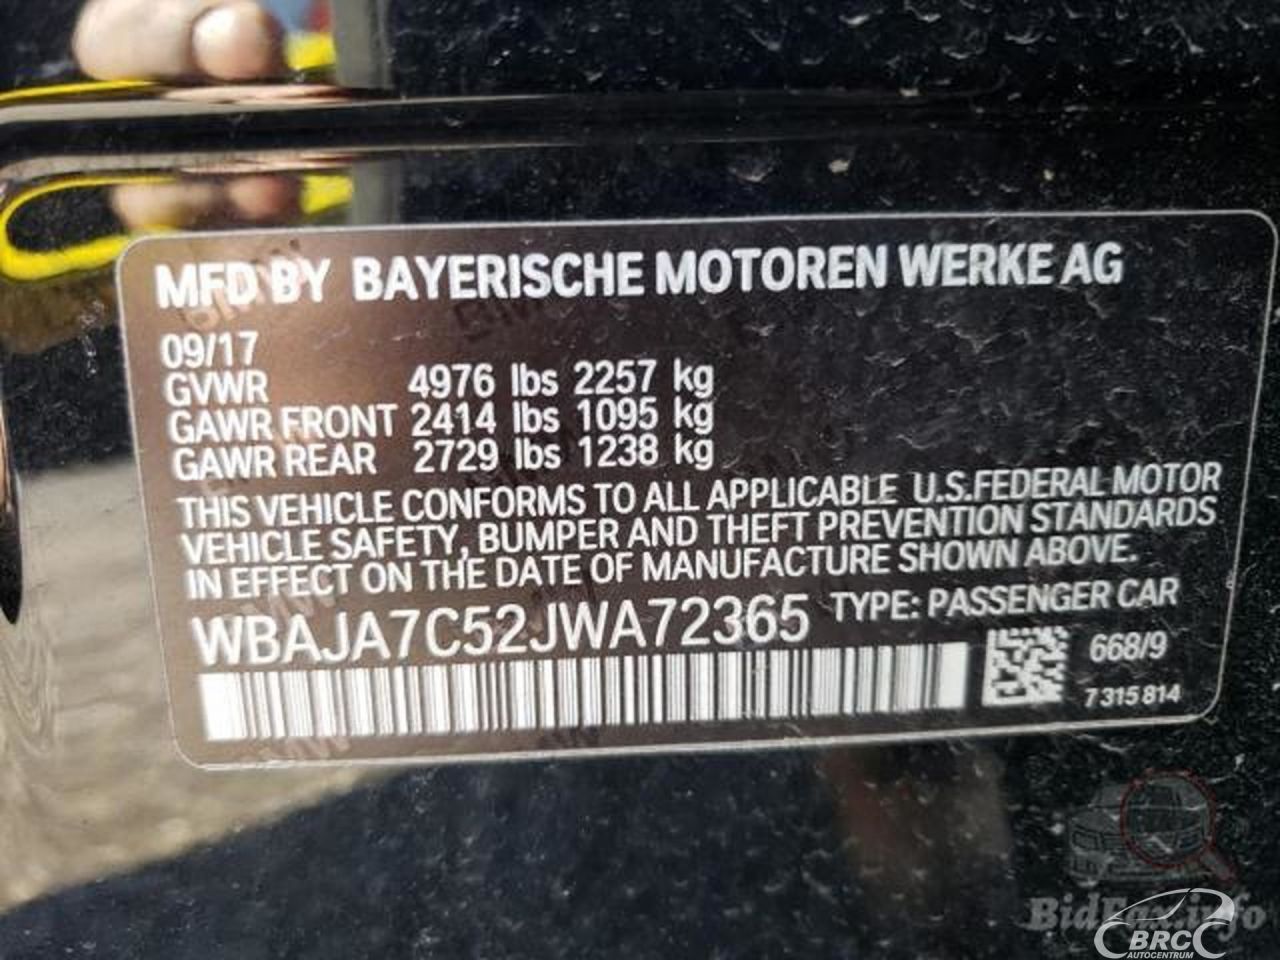 MFD BY BAYERISCHE MOTOREN WERKE AG
09/17
GVWR 4976 lbs 2257 kg
GAWR FRONT 2414 lbs 1095 kg
GAWR REAR 2729 lbs 1238 kg
THIS VEHICLE CONFORMS TO ALL APPLICABLE U.S.FEDERAL MOTOR
VEHICLE SAFETY, BUMPER AND THEFT PREVENTION STANDARDS
IN EFFECT ON THE DATE OF MANUFACTURE SHOWN ABOVE.
WBAJA7C52JWA72365 TYPE: PASSENGER CAR
668/9
7 315 814
BidFax.info
BRC
AUTOCENTRUM